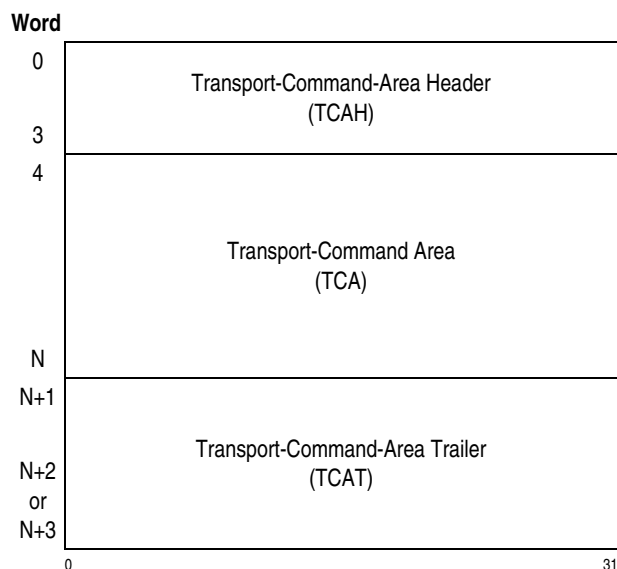 Word
0
Transport-Command-Area Header
(TCAH)
3
4
Transport-Command Area
(TCA)
N
N+1
Transport-Command-Area Trailer
(TCAT)
N+2
or
N+3
0 31